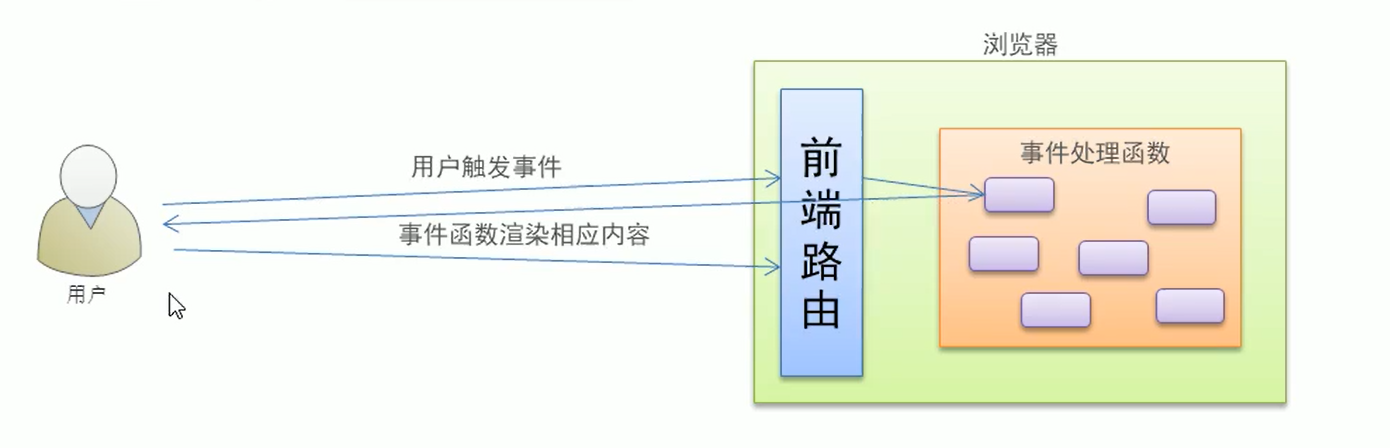 浏览器
前端路由
事件处理函数
用户触发事件
事件函数渲染相应内容
用户